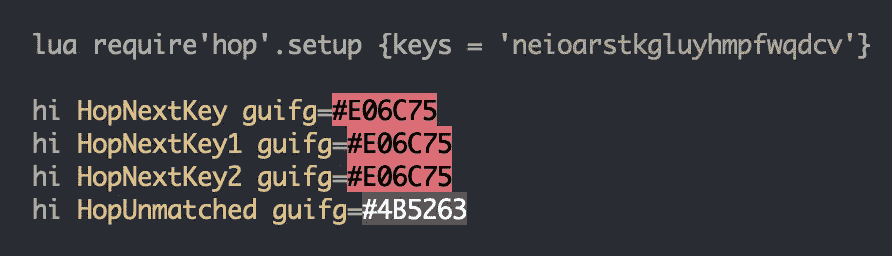 lua require'hop'.setup {keys = 'neioarstkgluyhmpfwqdcv'}
hi HopNextKey guifg=#E06C75
hi HopNextKey1 guifg=#E06C75
hi HopNextKey2 guifg=#E06C75
hi HopUnmatched guifg=#4B5263